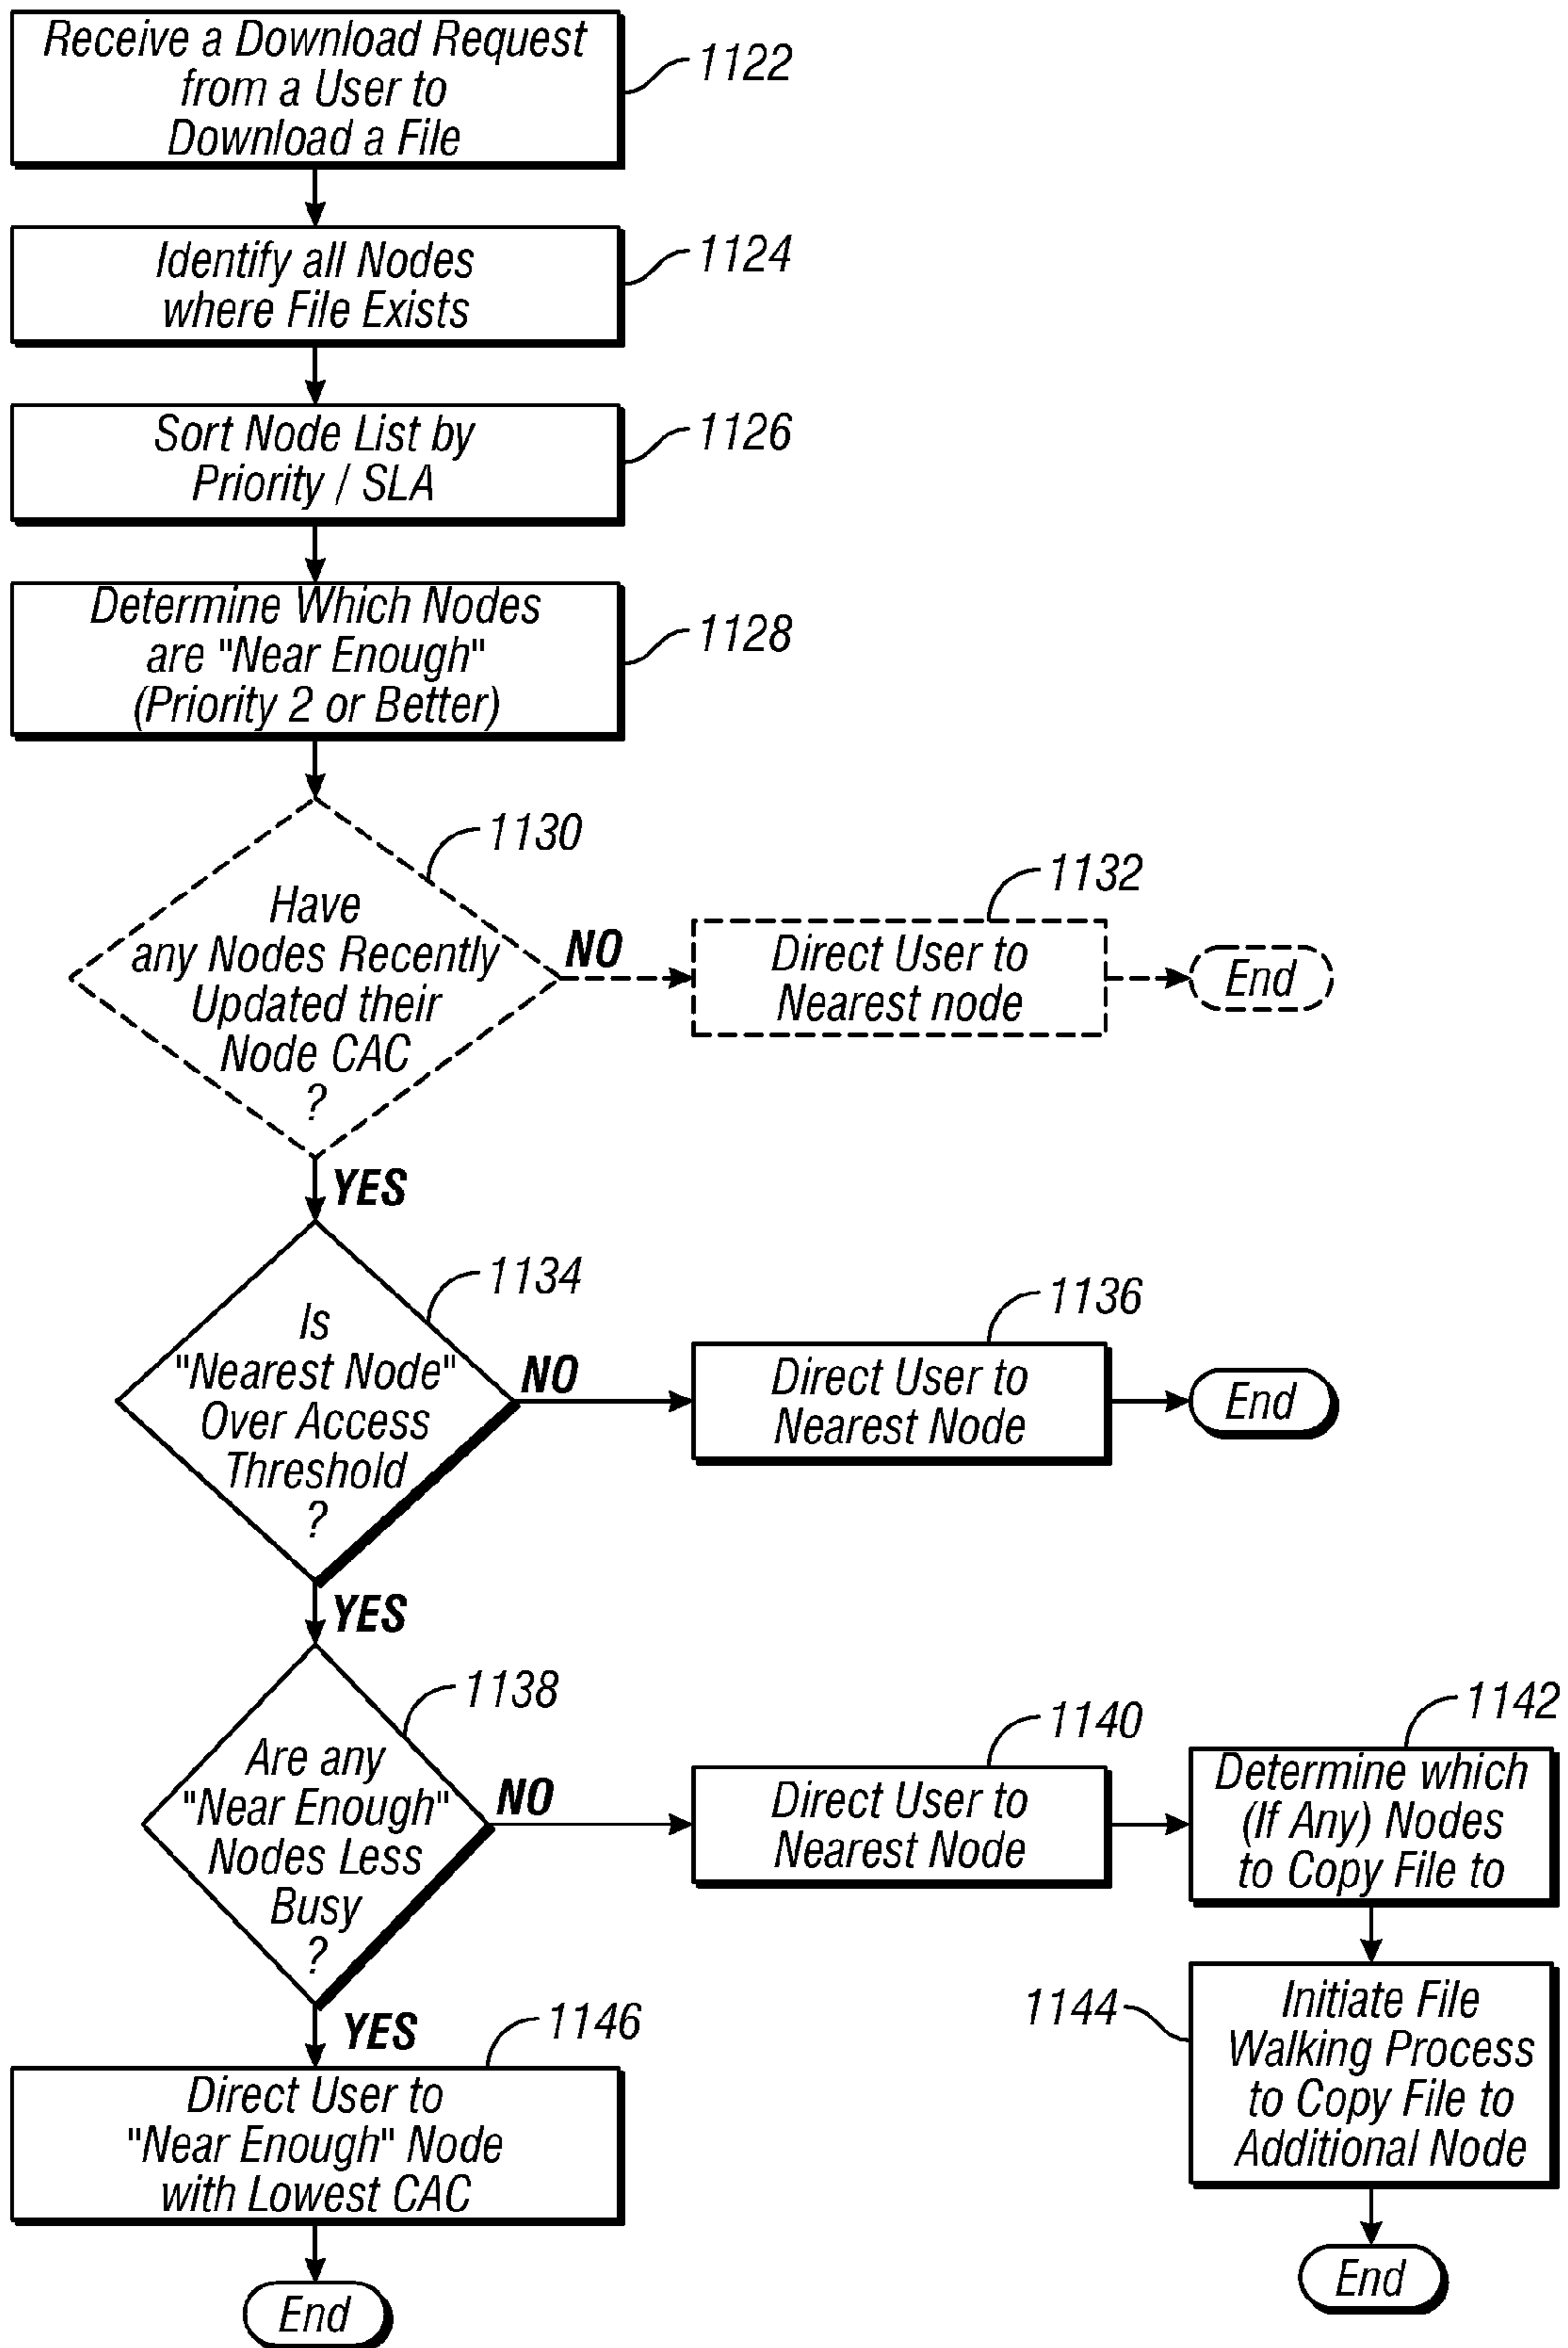 Receive a Download Request
from a User to
Download a File
1122
Identify all Nodes
where File Exists
1124
Sort Node List by
Priority / SLA
1126
Determine Which Nodes
are "Near Enough"
(Priority 2 or Better)
1128
1130
Have
any Nodes Recently
Updated their
Node CAC
?
NO
1132
Direct User to
Nearest node
End
YES
1134
Is
"Nearest Node"
Over Access
Threshold
?
NO
1136
Direct User to
Nearest Node
End
YES
1138
Are any
"Near Enough"
Nodes Less
Busy
?
NO
1140
Direct User to
Nearest Node
1142
Determine which
(If Any) Nodes
to Copy File to
1144
Initiate File
Walking Process
to Copy File to
Additional Node
End
YES
1146
Direct User to
"Near Enough" Node
with Lowest CAC
End